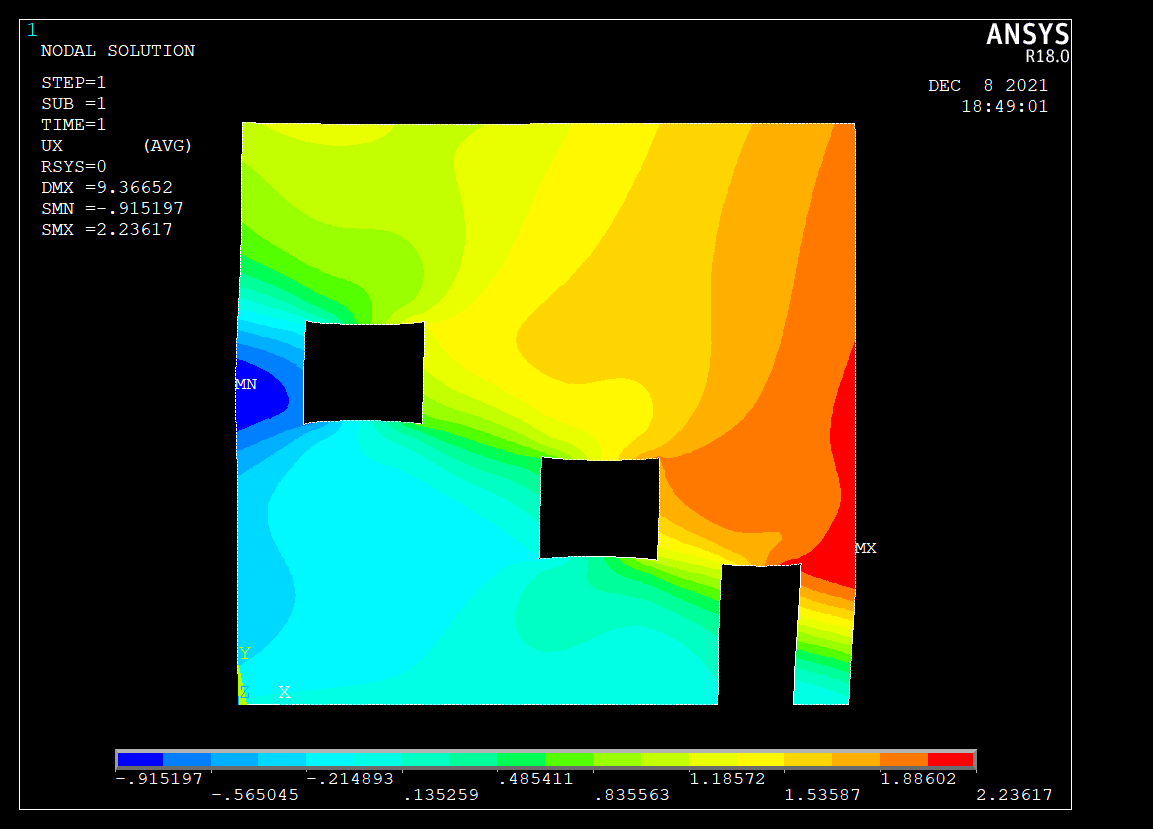 1
ANSYS
R18.0
NODAL SOLUTION
STEP=1
SUB =1
TIME=1
UX (AVG)
RSYS=0
DMX =9.36652
SMN =-.915197
SMX =2.23617
DEC 8 2021
18:49:01
MN
MX
Y
Z X
-.915197 -.214893 .485411 1.18572 1.88602
-.565045 .135259 .835563 1.53587 2.23617